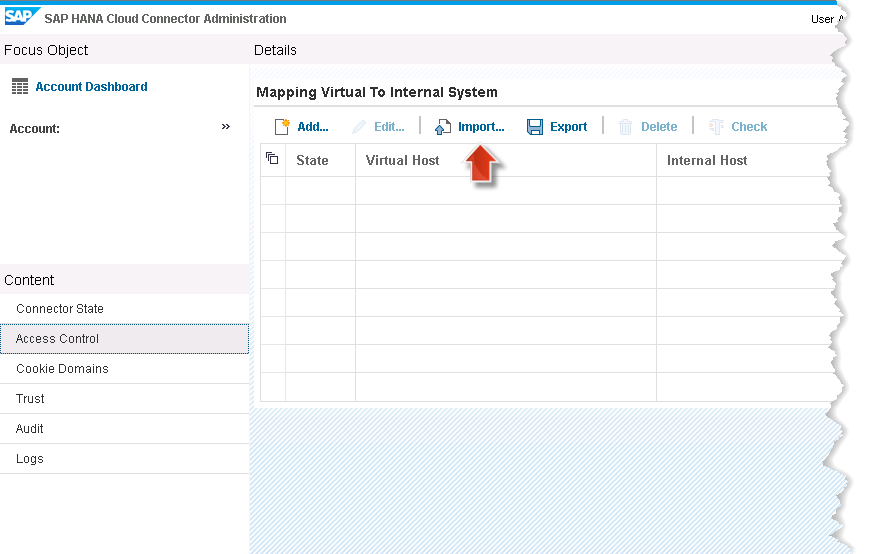 SAP SAP HANA Cloud Connector Administration User
Focus Object
Account Dashboard
Account: »
Content
Connector State
Access Control
Cookie Domains
Trust
Audit
Logs
Details
Mapping Virtual To Internal System
Add... Edit... Import... Export Delete Check
State Virtual Host Internal Host